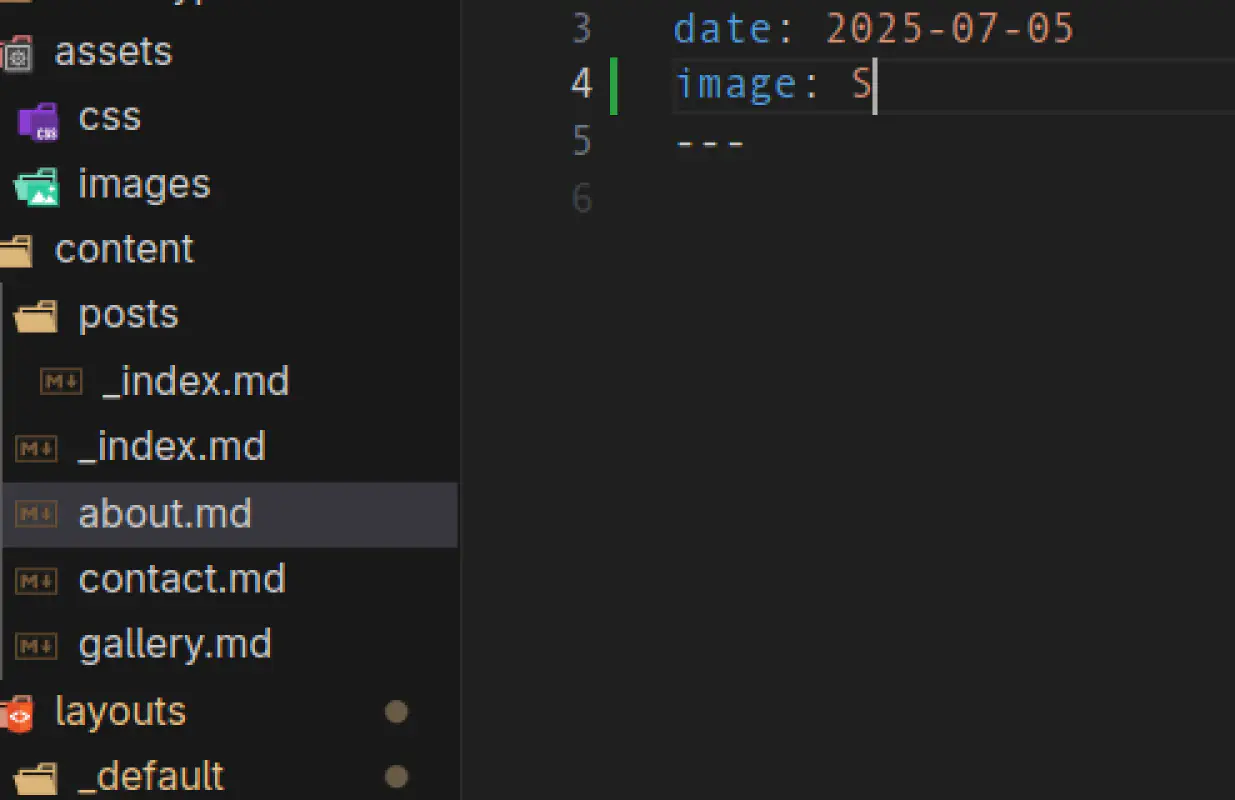 assets
css
images
content
posts
_index.md
_index.md
about.md
contact.md
gallery.md
layouts
_default
3 date: 2025-07-05
4 image: S
5 ---
6